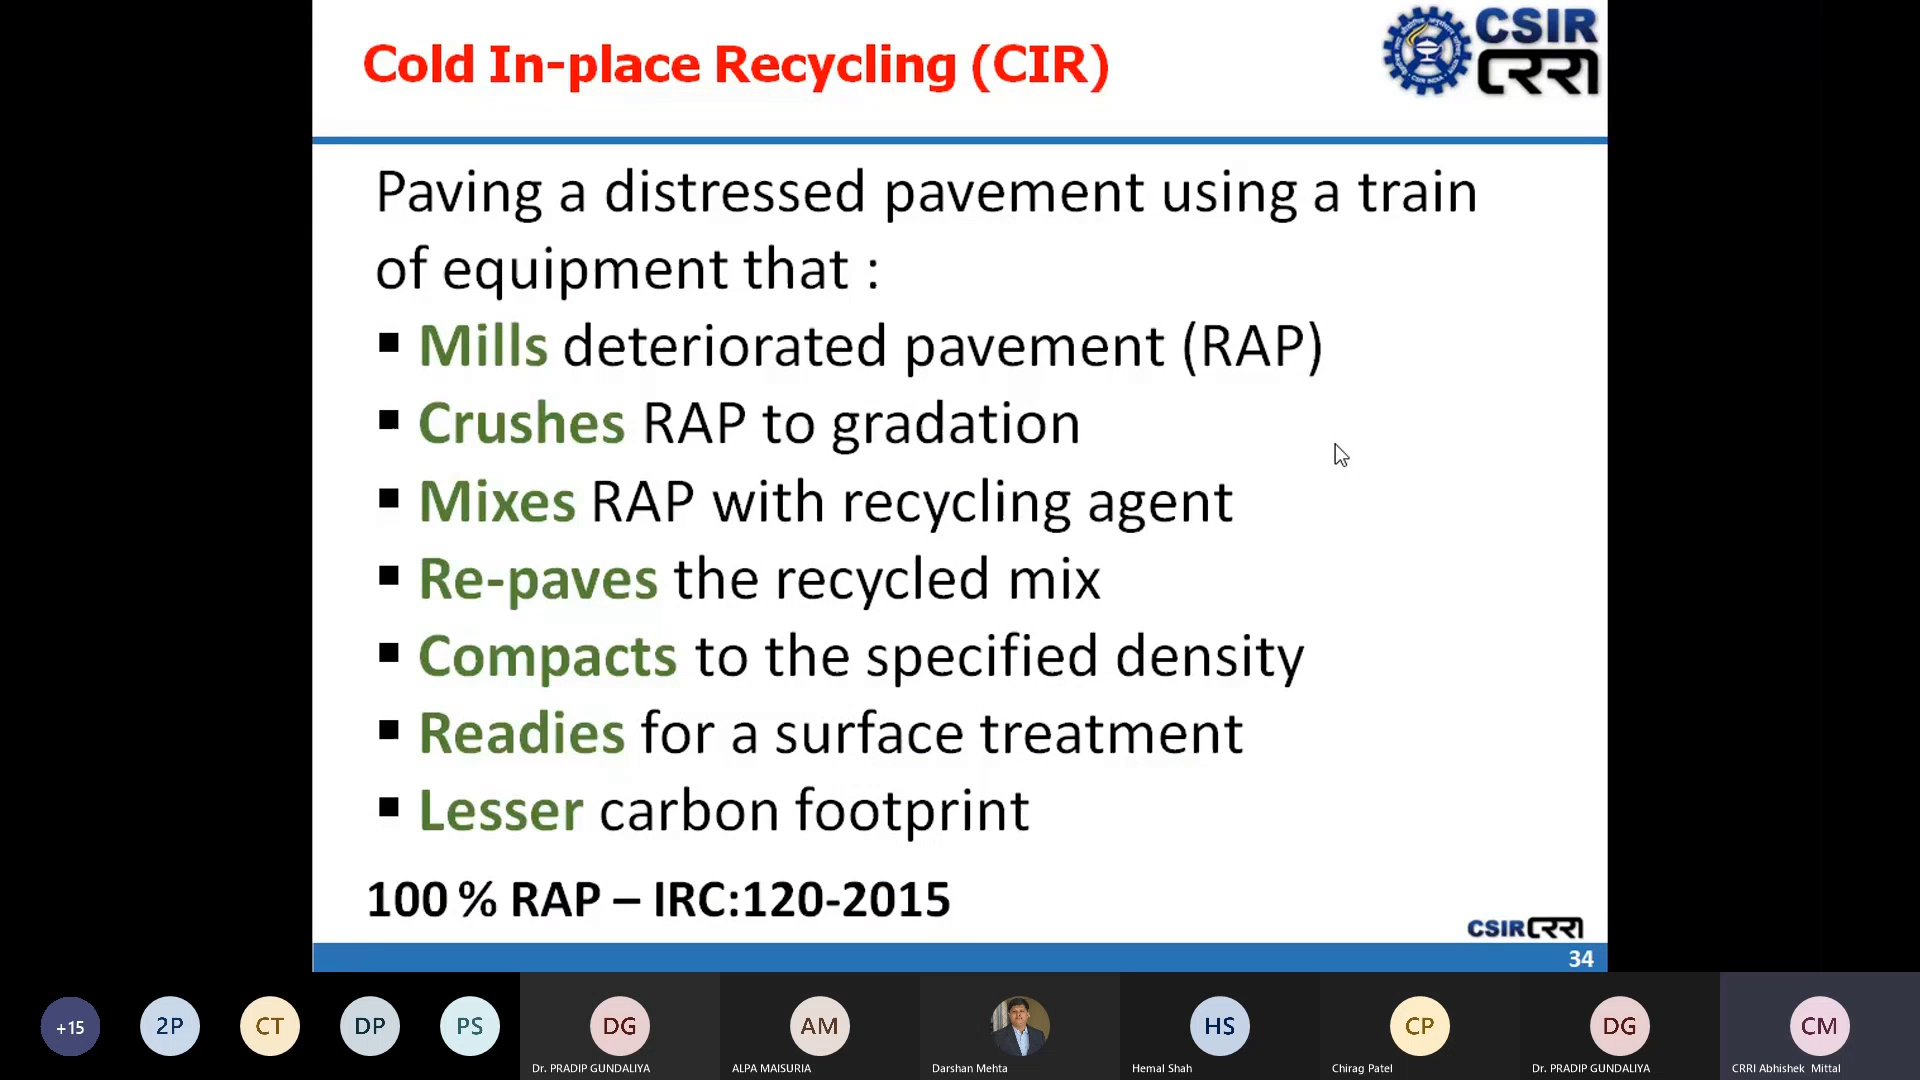 Cold In-place Recycling (CIR)
CSIR
CRRI
Paving a distressed pavement using a train
of equipment that :
▪ Mills deteriorated pavement (RAP)
▪ Crushes RAP to gradation
▪ Mixes RAP with recycling agent
▪ Re-paves the recycled mix
▪ Compacts to the specified density
▪ Readies for a surface treatment
▪ Lesser carbon footprint
100 % RAP – IRC:120-2015
CSIR CRRI
34
+15
2P
CT
DP
PS
DG
AM
HS
CP
DG
CM
Dr. PRADIP GUNDALIYA
ALPA MAISURIA
Darshan Mehta
Hemal Shah
Chirag Patel
Dr. PRADIP GUNDALIYA
CRRI Abhishek Mittal